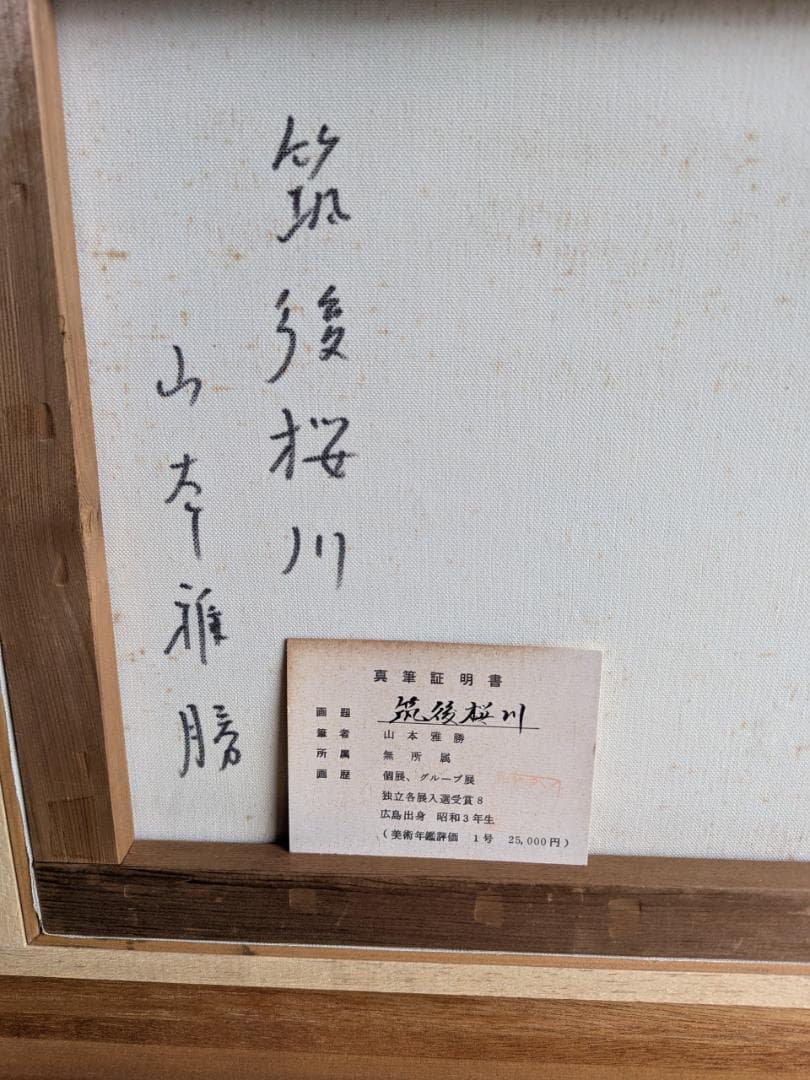 筑後桜川
山本雅勝
真筆証明書
画題 筑後桜川
筆者 山本雅勝
所属 無所属
画歴 個展、グループ展
独立各展入選受賞8
広島出身 昭和3年生
(美術年鑑評価 1号 25,000円)